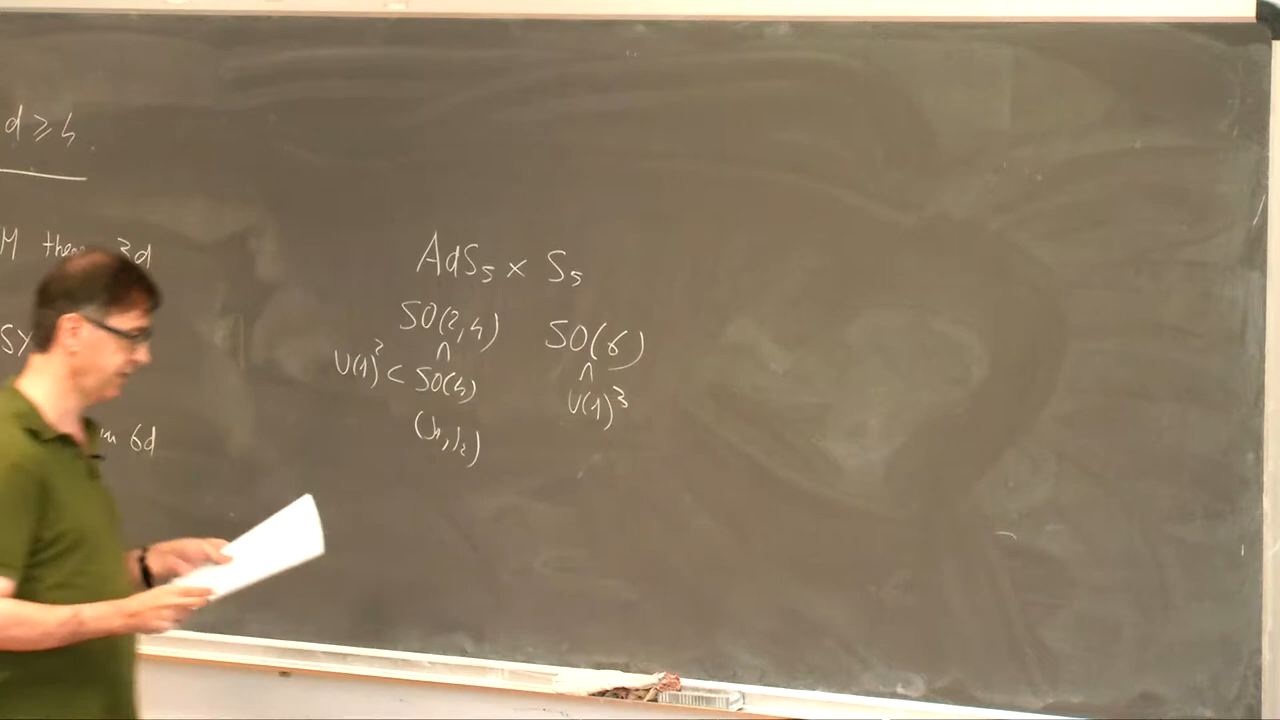 d ⩾ 4.
M 3d
SY
in 6d
AdS₅ × S₅
SO(2,4) SO(6)
∧ ∧
U(1)² ⊂ SO(4) U(1)³
(J₁, J₂)